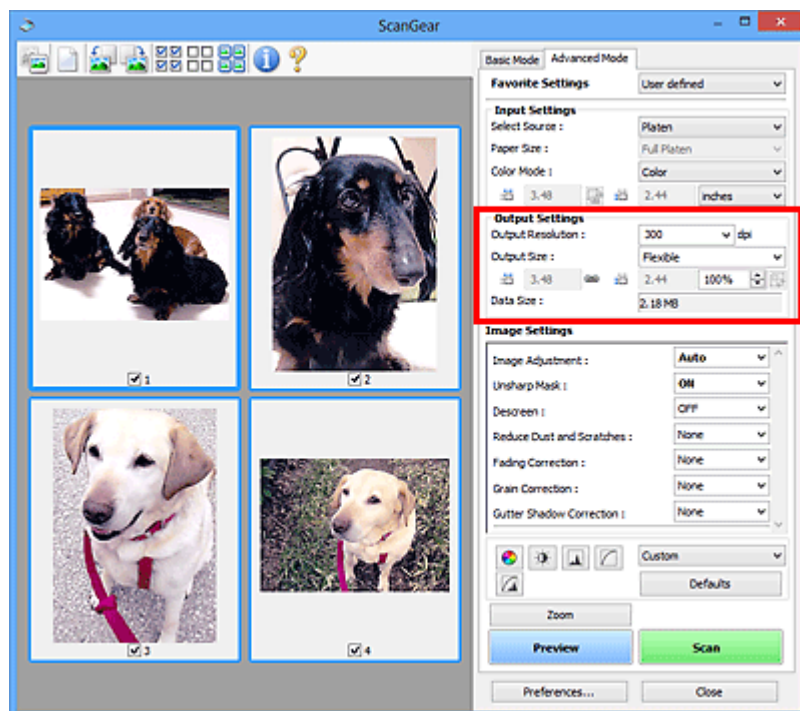 ScanGear
Basic Mode Advanced Mode
Favorite Settings User defined
Input Settings
Select Source : Platen
Paper Size : Full Platen
Color Mode : Color
3.48 2.44 inches
Output Settings
Output Resolution : 300 dpi
Output Size : Flexible
3.48 2.44 100%
Data Size : 2.18 MB
Image Settings
Image Adjustment : Auto
Unsharp Mask : ON
Descreen : OFF
Reduce Dust and Scratches : None
Fading Correction : None
Grain Correction : None
Gutter Shadow Correction : None
Custom
Defaults
Zoom
Preview Scan
Preferences... Close
1
2
3
4